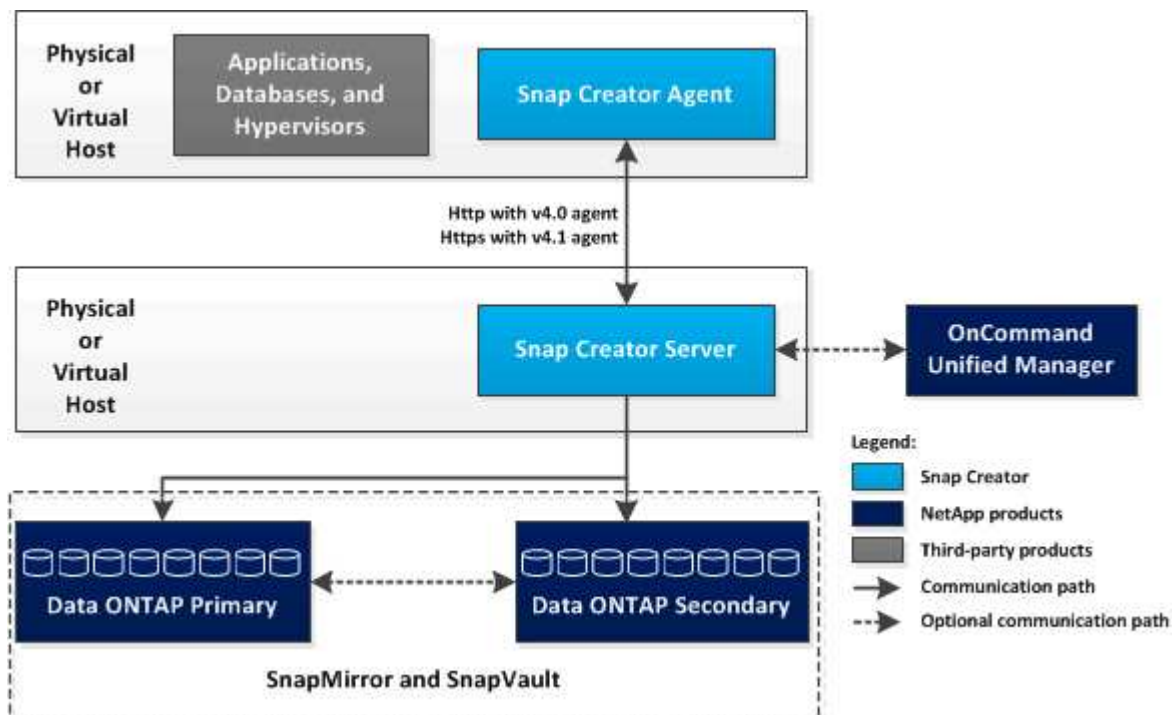 Physical
or
Virtual
Host
Applications,
Databases, and
Hypervisors
Snap Creator Agent
Http with v4.0 agent
Https with v4.1 agent
Physical
or
Virtual
Host
Snap Creator Server
OnCommand
Unified Manager
Legend:
Snap Creator
NetApp products
Third-party products
Communication path
Optional communication path
Data ONTAP Primary
Data ONTAP Secondary
SnapMirror and SnapVault